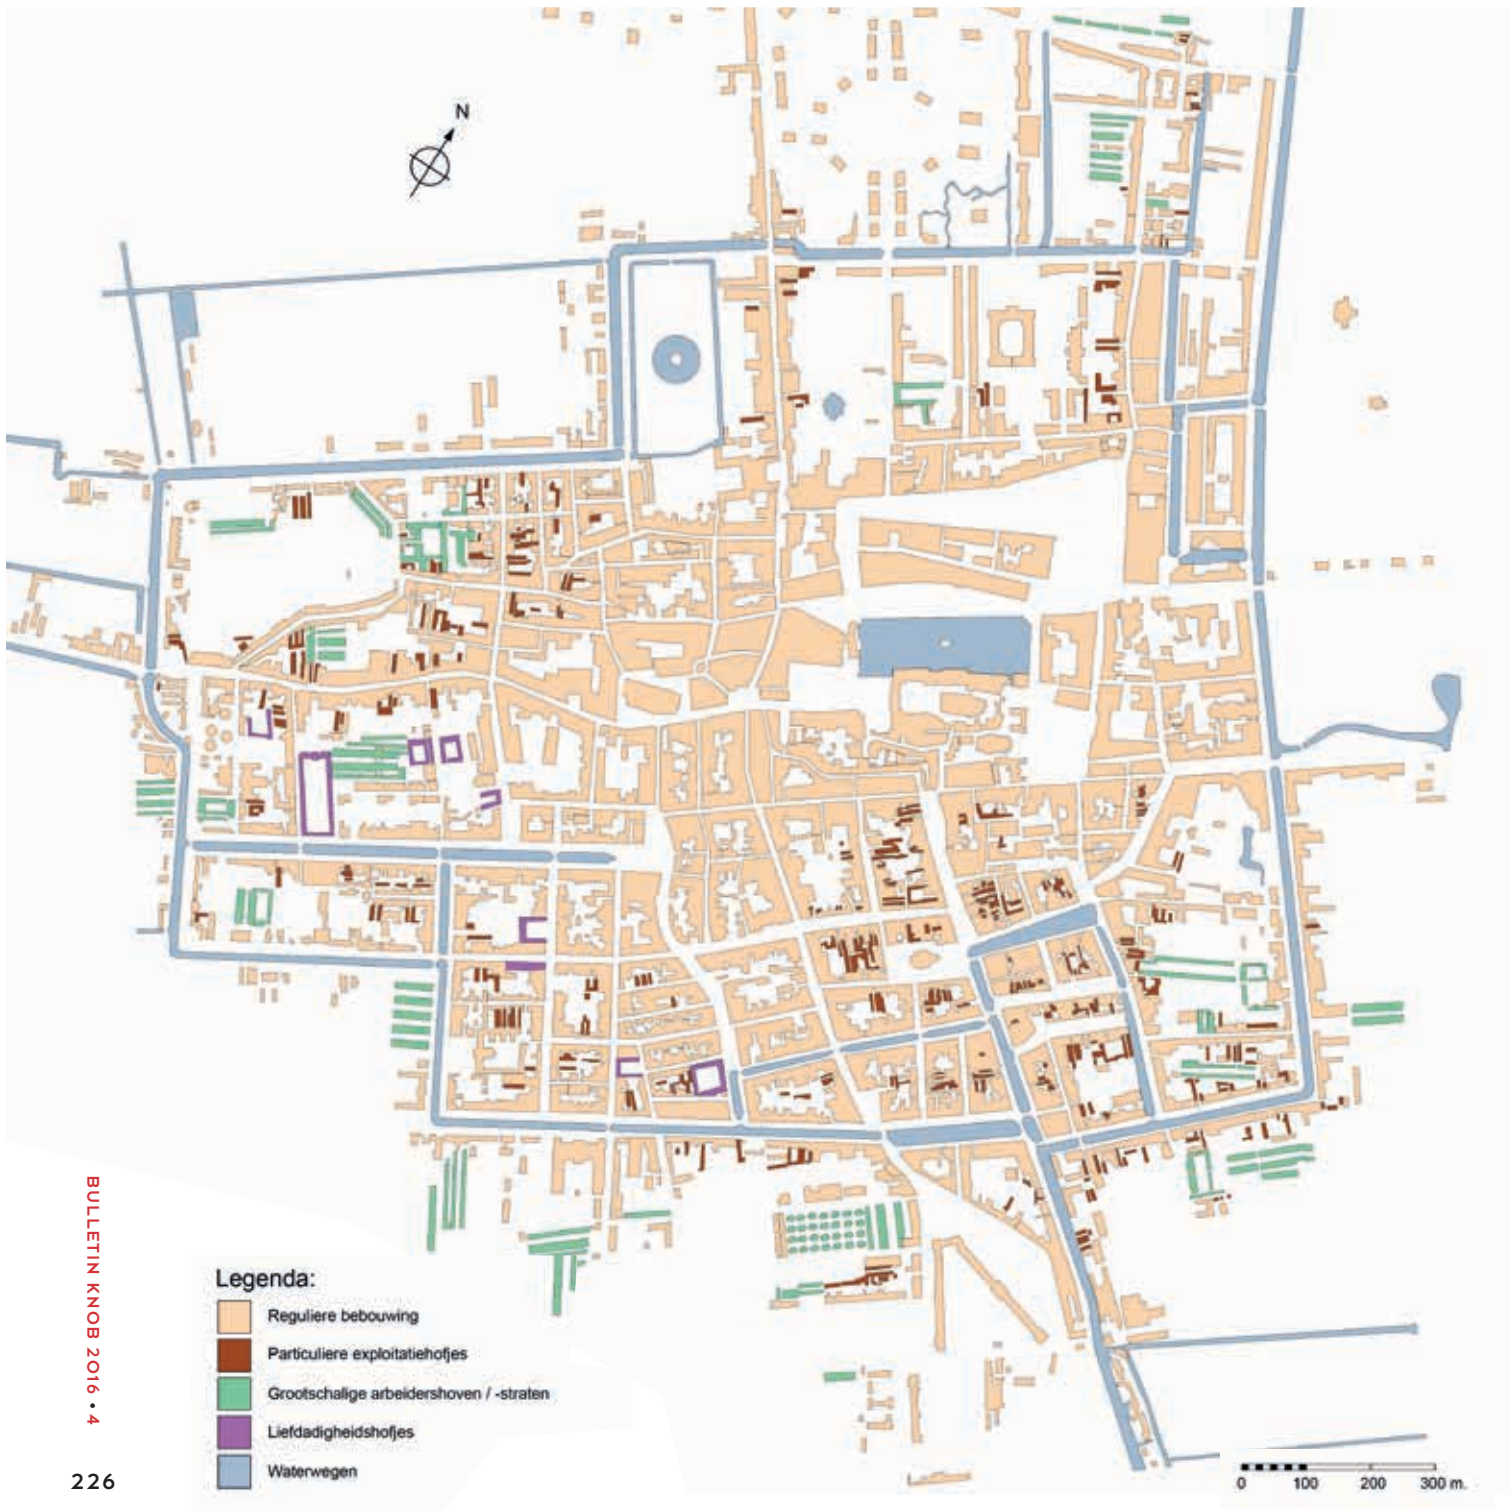 N
Legenda:
Reguliere bebouwing
Particuliere exploitatiehofjes
Grootschalige arbeidershoven / -straten
Liefdadigheidshofjes
Waterwegen
0 100 200 300 m.
BULLETIN KNOB 2016 • 4
226